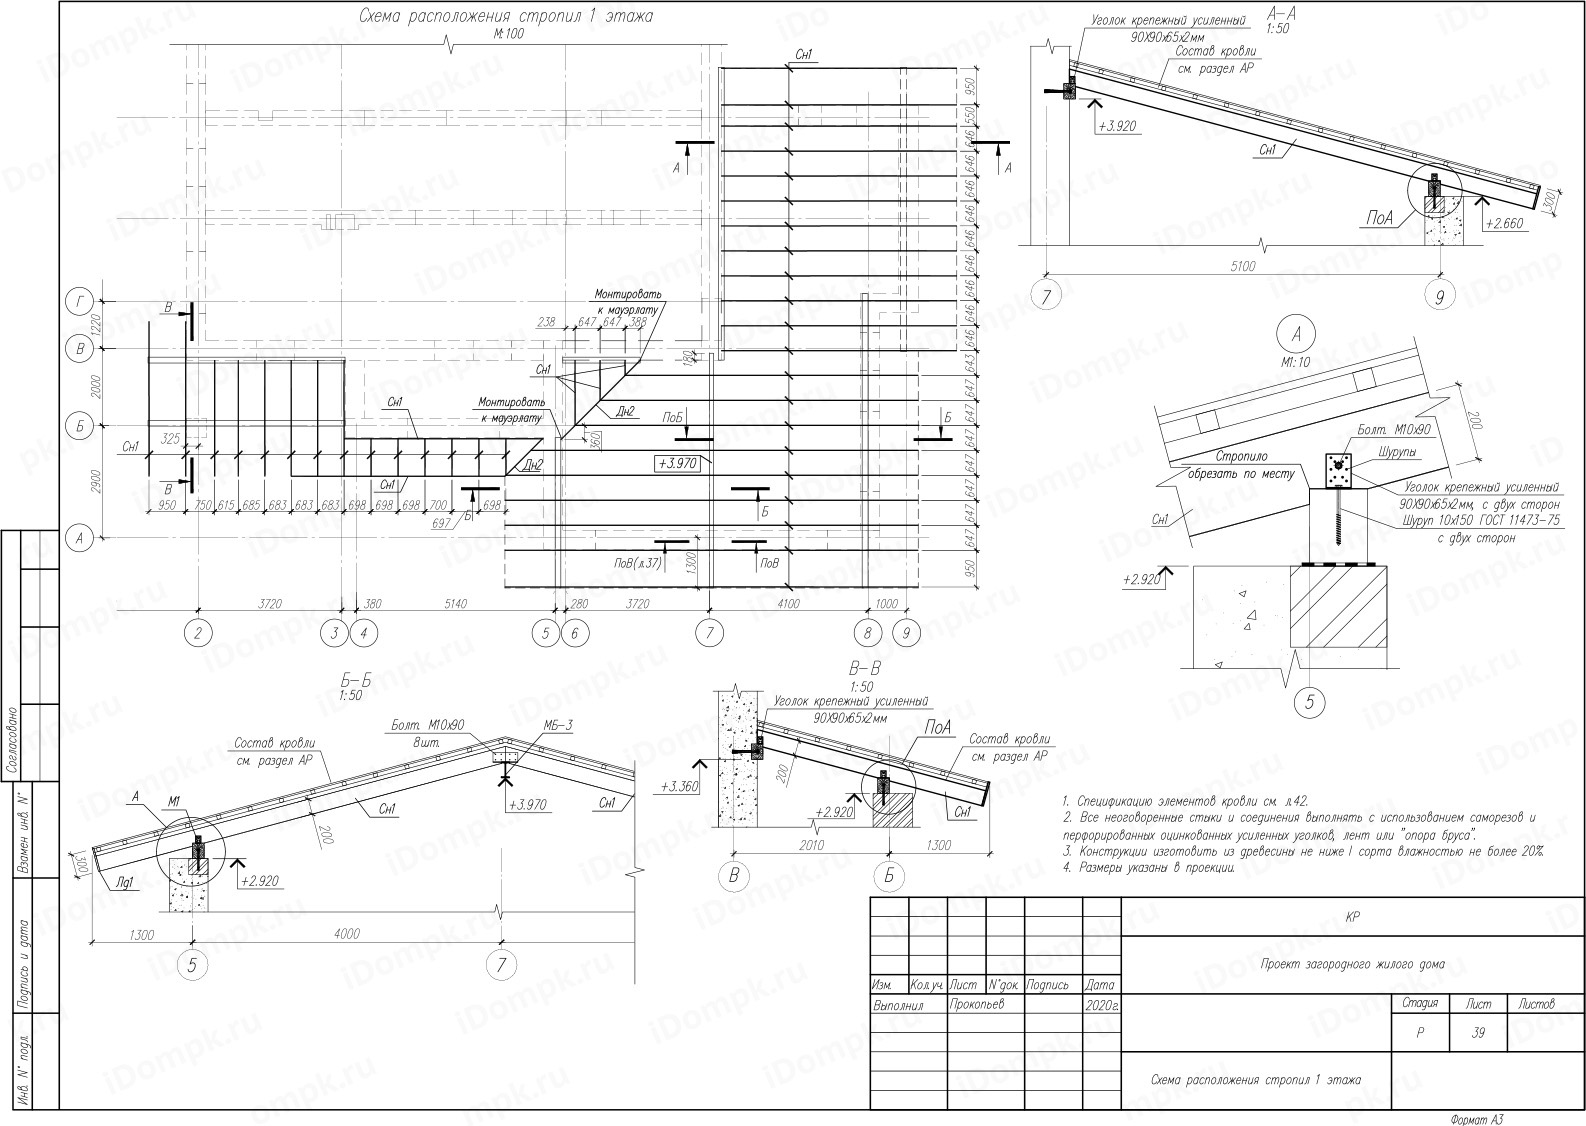 Схема расположения стропил 1 этажа
М:100
Сн1
А
А
950
550
646
646
646
646
646
646
646
646
646
643
647
647
647
647
647
647
647
950
Г
В
Б
А
1220
2000
2900
В
В
325
Сн1
Сн1
Сн1
950
750
615
685
683
683
683
698
698
698
700
697
698
Монтировать
к мауэрлату
238
647
647
388
180
Сн1
Монтировать
к мауэрлату
Дн2
Дн2
360
ПоБ
Б
+3.970
Б
Б
ПоВ(л.37)
1300
ПоВ
3720
380
5140
280
3720
4100
1000
2
3
4
5
6
7
8
9
А-А
1:50
Уголок крепежный усиленный
90Х90х65х2мм
Состав кровли
см. раздел АР
+3.920
Сн1
ПоА
+2.660
300
5100
7
9
А
М1:10
200
Болт. М10х90
Шурупы
Стропило
обрезать по месту
Уголок крепежный усиленный
90Х90х65х2мм, с двух сторон
Шуруп 10х150 ГОСТ 11473-75
с двух сторон
Сн1
+2.920
5
Б-Б
1:50
Болт. М10х90
8шт.
МБ-3
Состав кровли
см. раздел АР
А
М1
Сн1
Сн1
200
+3.970
+2.920
300
Лд1
1300
4000
5
7
В-В
1:50
Уголок крепежный усиленный
90Х90х65х2мм
ПоА
Состав кровли
см. раздел АР
200
+3.360
+2.920
Сн1
2010
1300
В
Б
1. Спецификацию элементов кровли см. л.42.
2. Все неоговоренные стыки и соединения выполнять с использованием саморезов и
перфорированных оцинкованных усиленных уголков, лент или "опора бруса".
3. Конструкции изготовить из древесины не ниже I сорта влажностью не более 20%.
4. Размеры указаны в проекции.
КР
Проект загородного жилого дома
Изм. Кол.уч. Лист N°док. Подпись Дата
Выполнил Прокопьев 2020г.
Стадия Лист Листов
Р 39
Схема расположения стропил 1 этажа
Формат А3
Согласовано
Взамен инв. N°
Подпись и дата
Инв. N° подл.
iDompk.ru